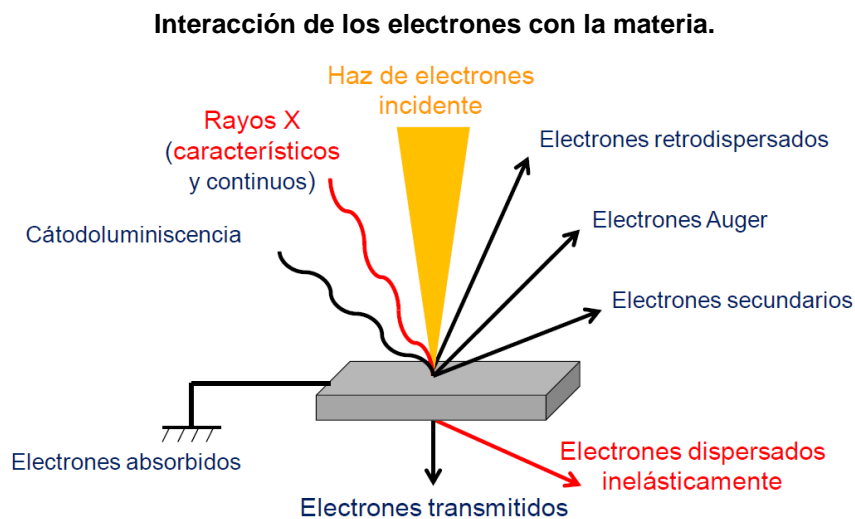 Interacción de los electrones con la materia.
Haz de electrones
incidente
Rayos X
(característicos
y continuos)
Cátodoluminiscencia
Electrones retrodispersados
Electrones Auger
Electrones secundarios
Electrones absorbidos
Electrones dispersados
inelásticamente
Electrones transmitidos